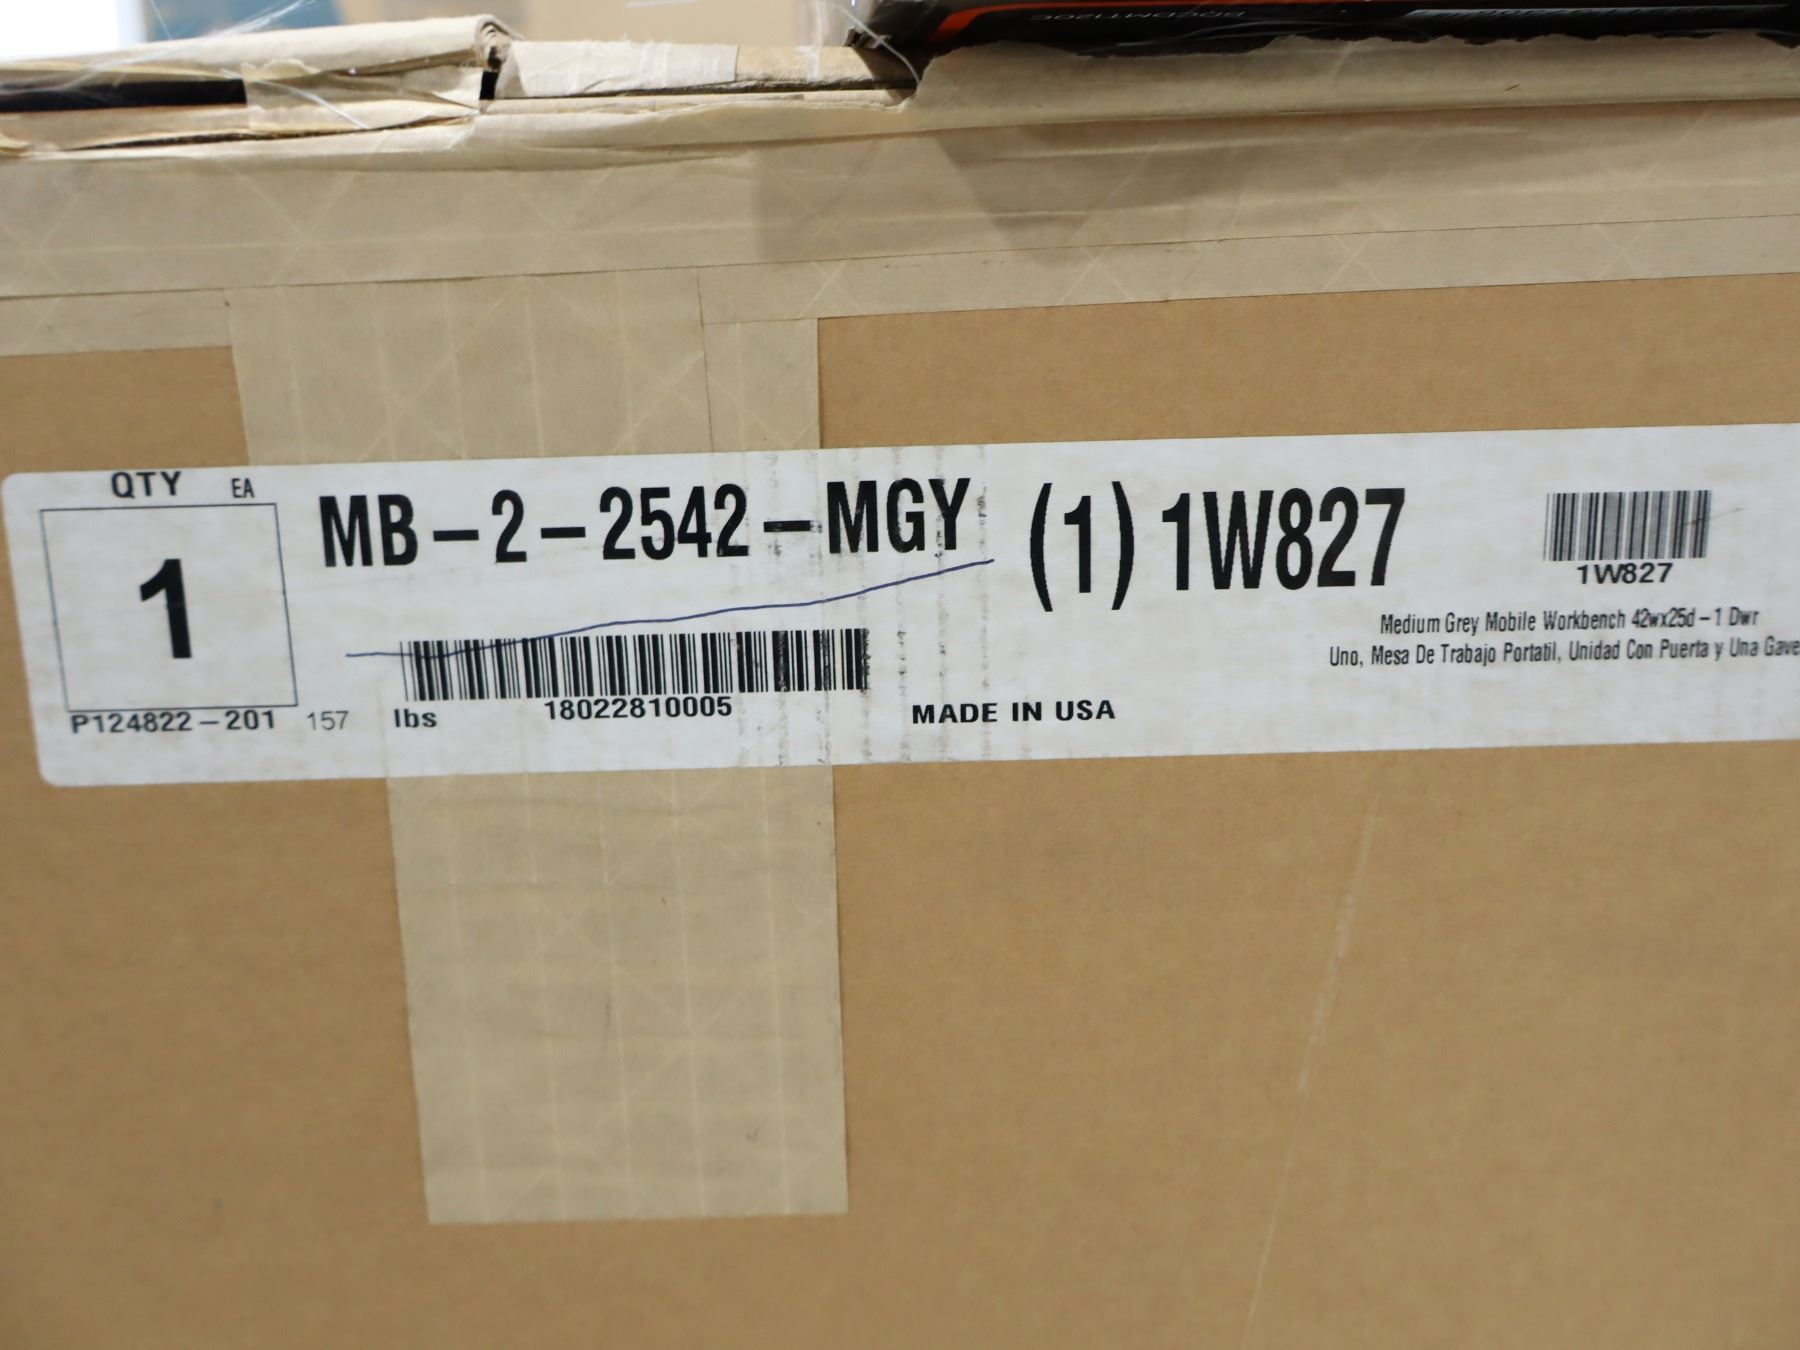 QTY EA
1
MB-2-2542-MGY (1) 1W827
1W827
Medium Grey Mobile Workbench 42wx25d-1 Dwr
Uno, Mesa De Trabajo Portatil, Unidad Con Puerta y Una Gave
P124822-201 157 lbs 18022810005 MADE IN USA